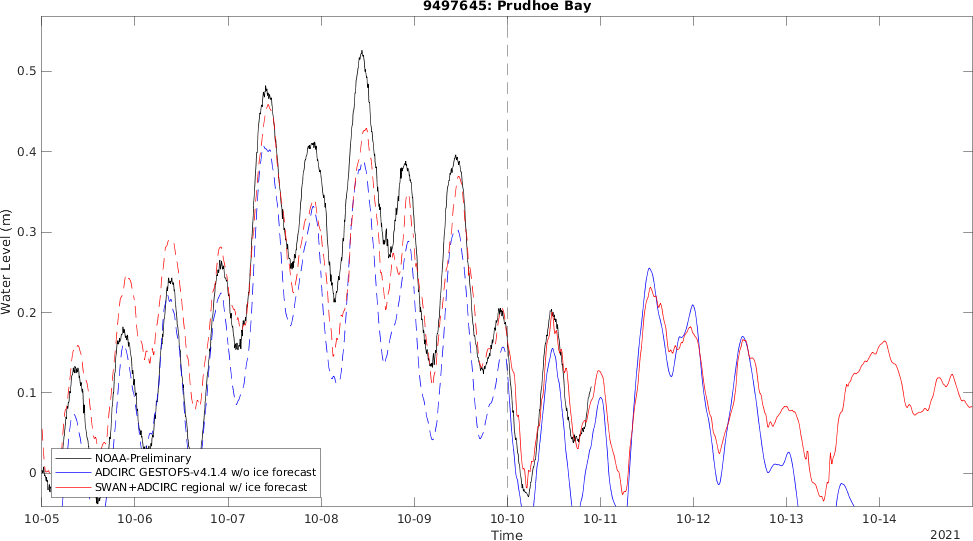 9497645: Prudhoe Bay
Water Level (m)
0.5
0.4
0.3
0.2
0.1
0
NOAA-Preliminary
ADCIRC GESTOFS-v4.1.4 w/o ice forecast
SWAN+ADCIRC regional w/ ice forecast
10-05 10-06 10-07 10-08 10-09 10-10 10-11 10-12 10-13 10-14
Time
2021